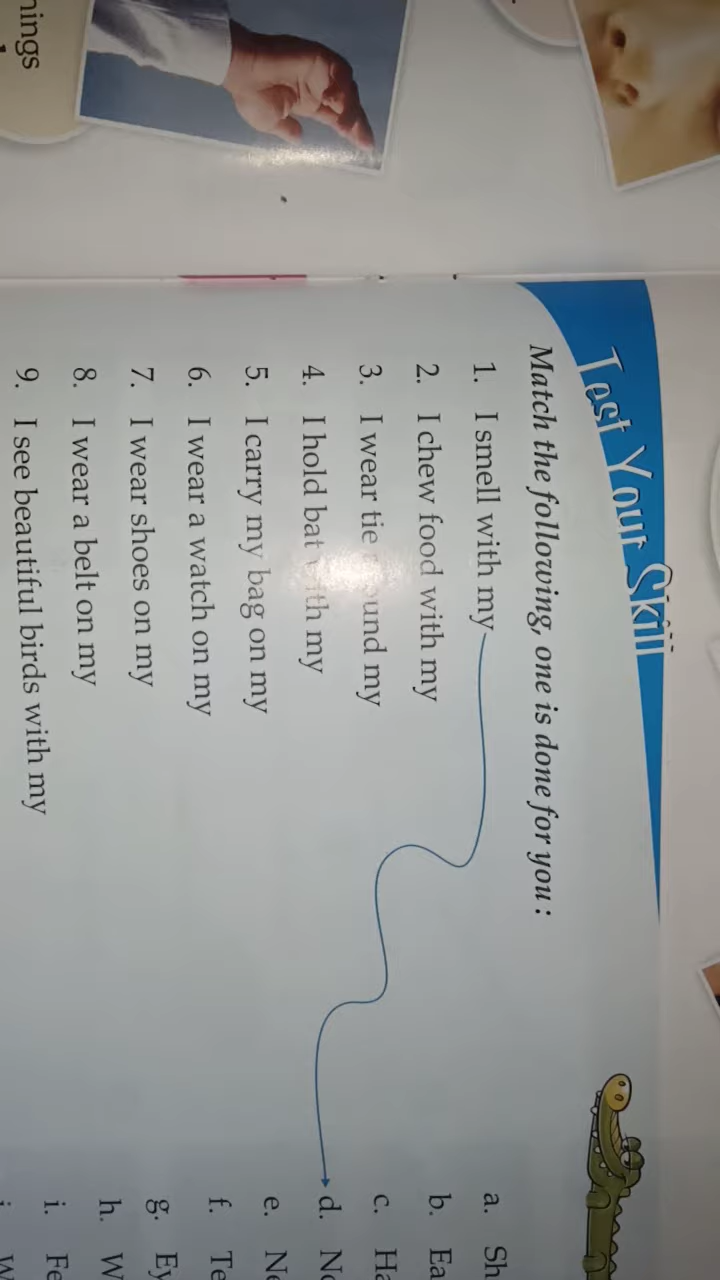 nings
Test Your Skill
Match the following, one is done for you :
1. I smell with my
2. I chew food with my
3. I wear tie my
4. I hold bat my
5. I carry my bag on my
6. I wear a watch on my
7. I wear shoes on my
8. I wear a belt on my
9. I see beautiful birds with my
a. Sh
b. Ea
c. Ha
d. No
e. Ne
f. Te
g. Ey
h. W
i. Fe